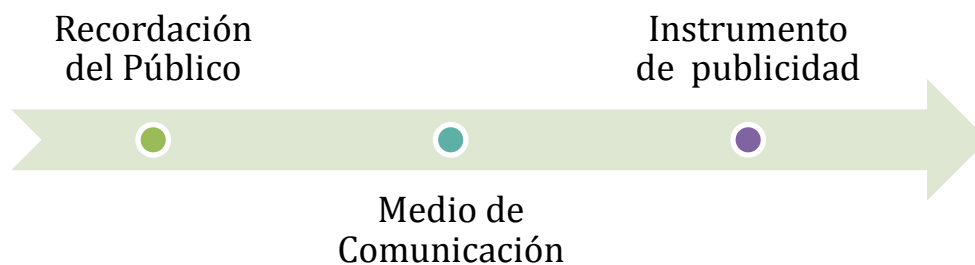 Recordación
del Público
Medio de
Comunicación
Instrumento
de publicidad